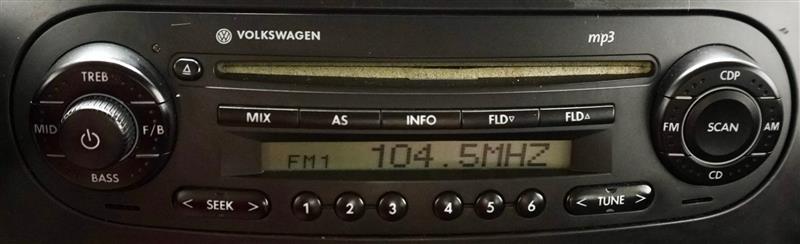 VOLKSWAGEN mp3
TREB
MID F/B
BASS
MIX AS INFO FLD FLD
FM1 104.5MHZ
< SEEK > 1 2 3 4 5 6 < TUNE >
CDP
FM SCAN AM
CD